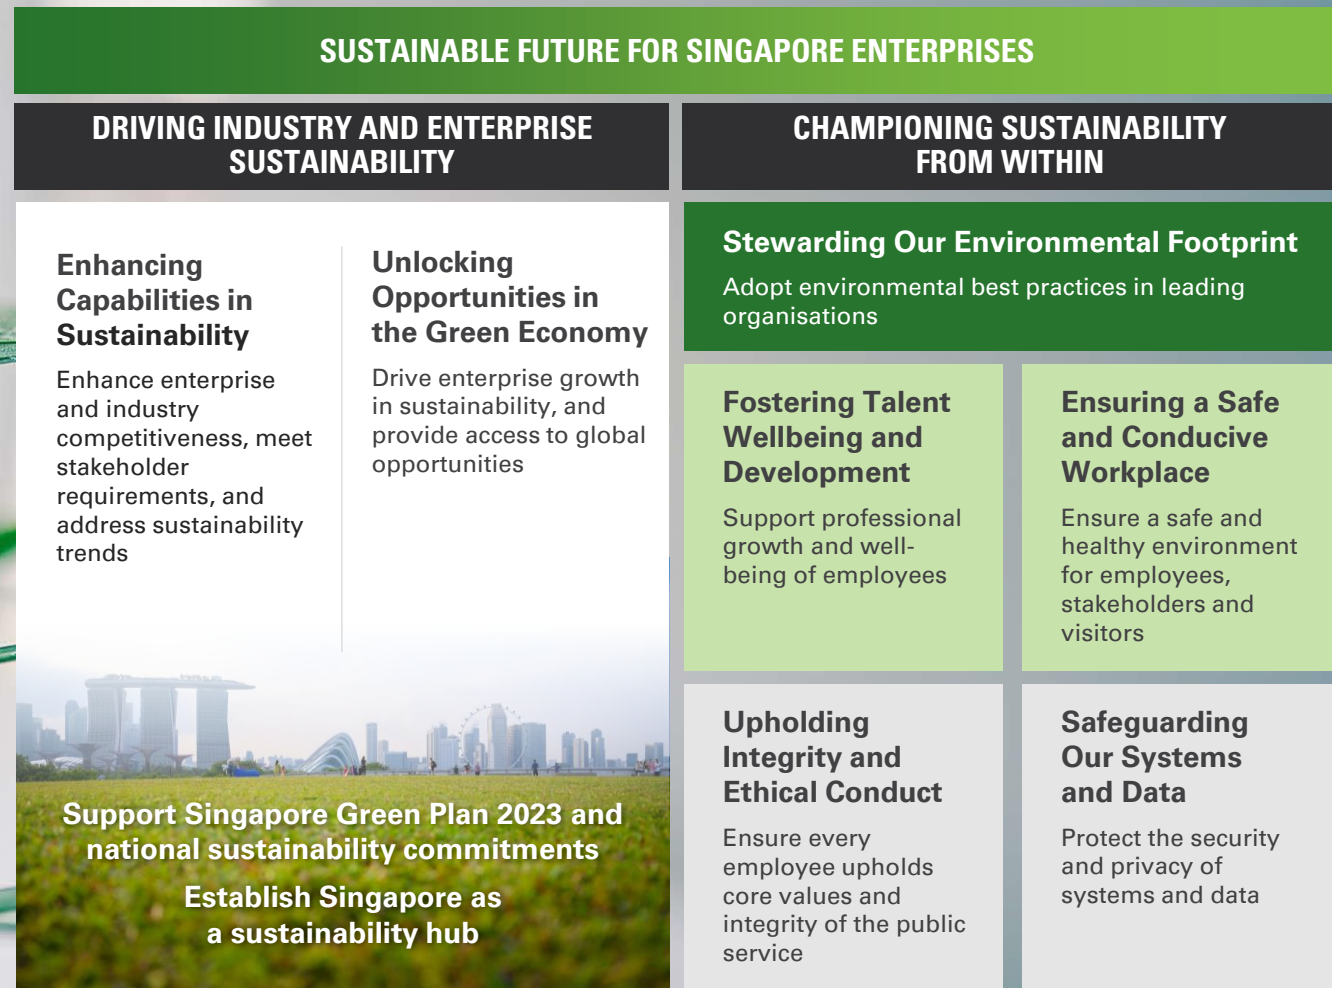 SUSTAINABLE FUTURE FOR SINGAPORE ENTERPRISES
DRIVING INDUSTRY AND ENTERPRISE
SUSTAINABILITY
Enhancing
Capabilities in
Sustainability
Enhance enterprise
and industry
competitiveness, meet
stakeholder
requirements, and
address sustainability
trends
Unlocking
Opportunities in
the Green Economy
Drive enterprise growth
in sustainability, and
provide access to global
opportunities
Support Singapore Green Plan 2023 and
national sustainability commitments
Establish Singapore as
a sustainability hub
CHAMPIONING SUSTAINABILITY
FROM WITHIN
Stewarding Our Environmental Footprint
Adopt environmental best practices in leading
organisations
Fostering Talent
Wellbeing and
Development
Support professional
growth and well-
being of employees
Ensuring a Safe
and Conducive
Workplace
Ensure a safe and
healthy environment
for employees,
stakeholders and
visitors
Upholding
Integrity and
Ethical Conduct
Ensure every
employee upholds
core values and
integrity of the public
service
Safeguarding
Our Systems
and Data
Protect the security
and privacy of
systems and data